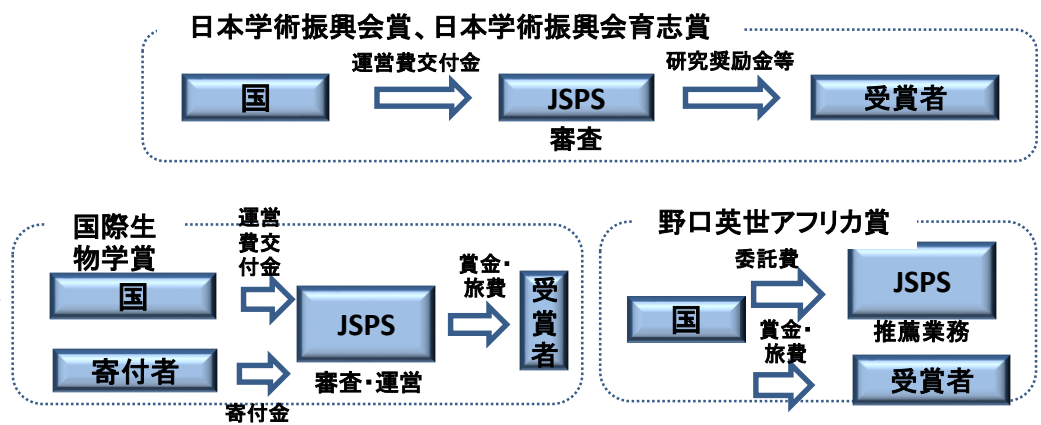 日本学術振興会賞、日本学術振興会育志賞
運営費交付金
研究奨励金等
国
JSPS
受賞者
審査
国際生
物学賞
運営
費交
付金
国
寄付者
寄付金
JSPS
審査・運営
賞金・
旅費
受
賞
者
野口英世アフリカ賞
委託費
国
JSPS
推薦業務
賞金・
旅費
受賞者